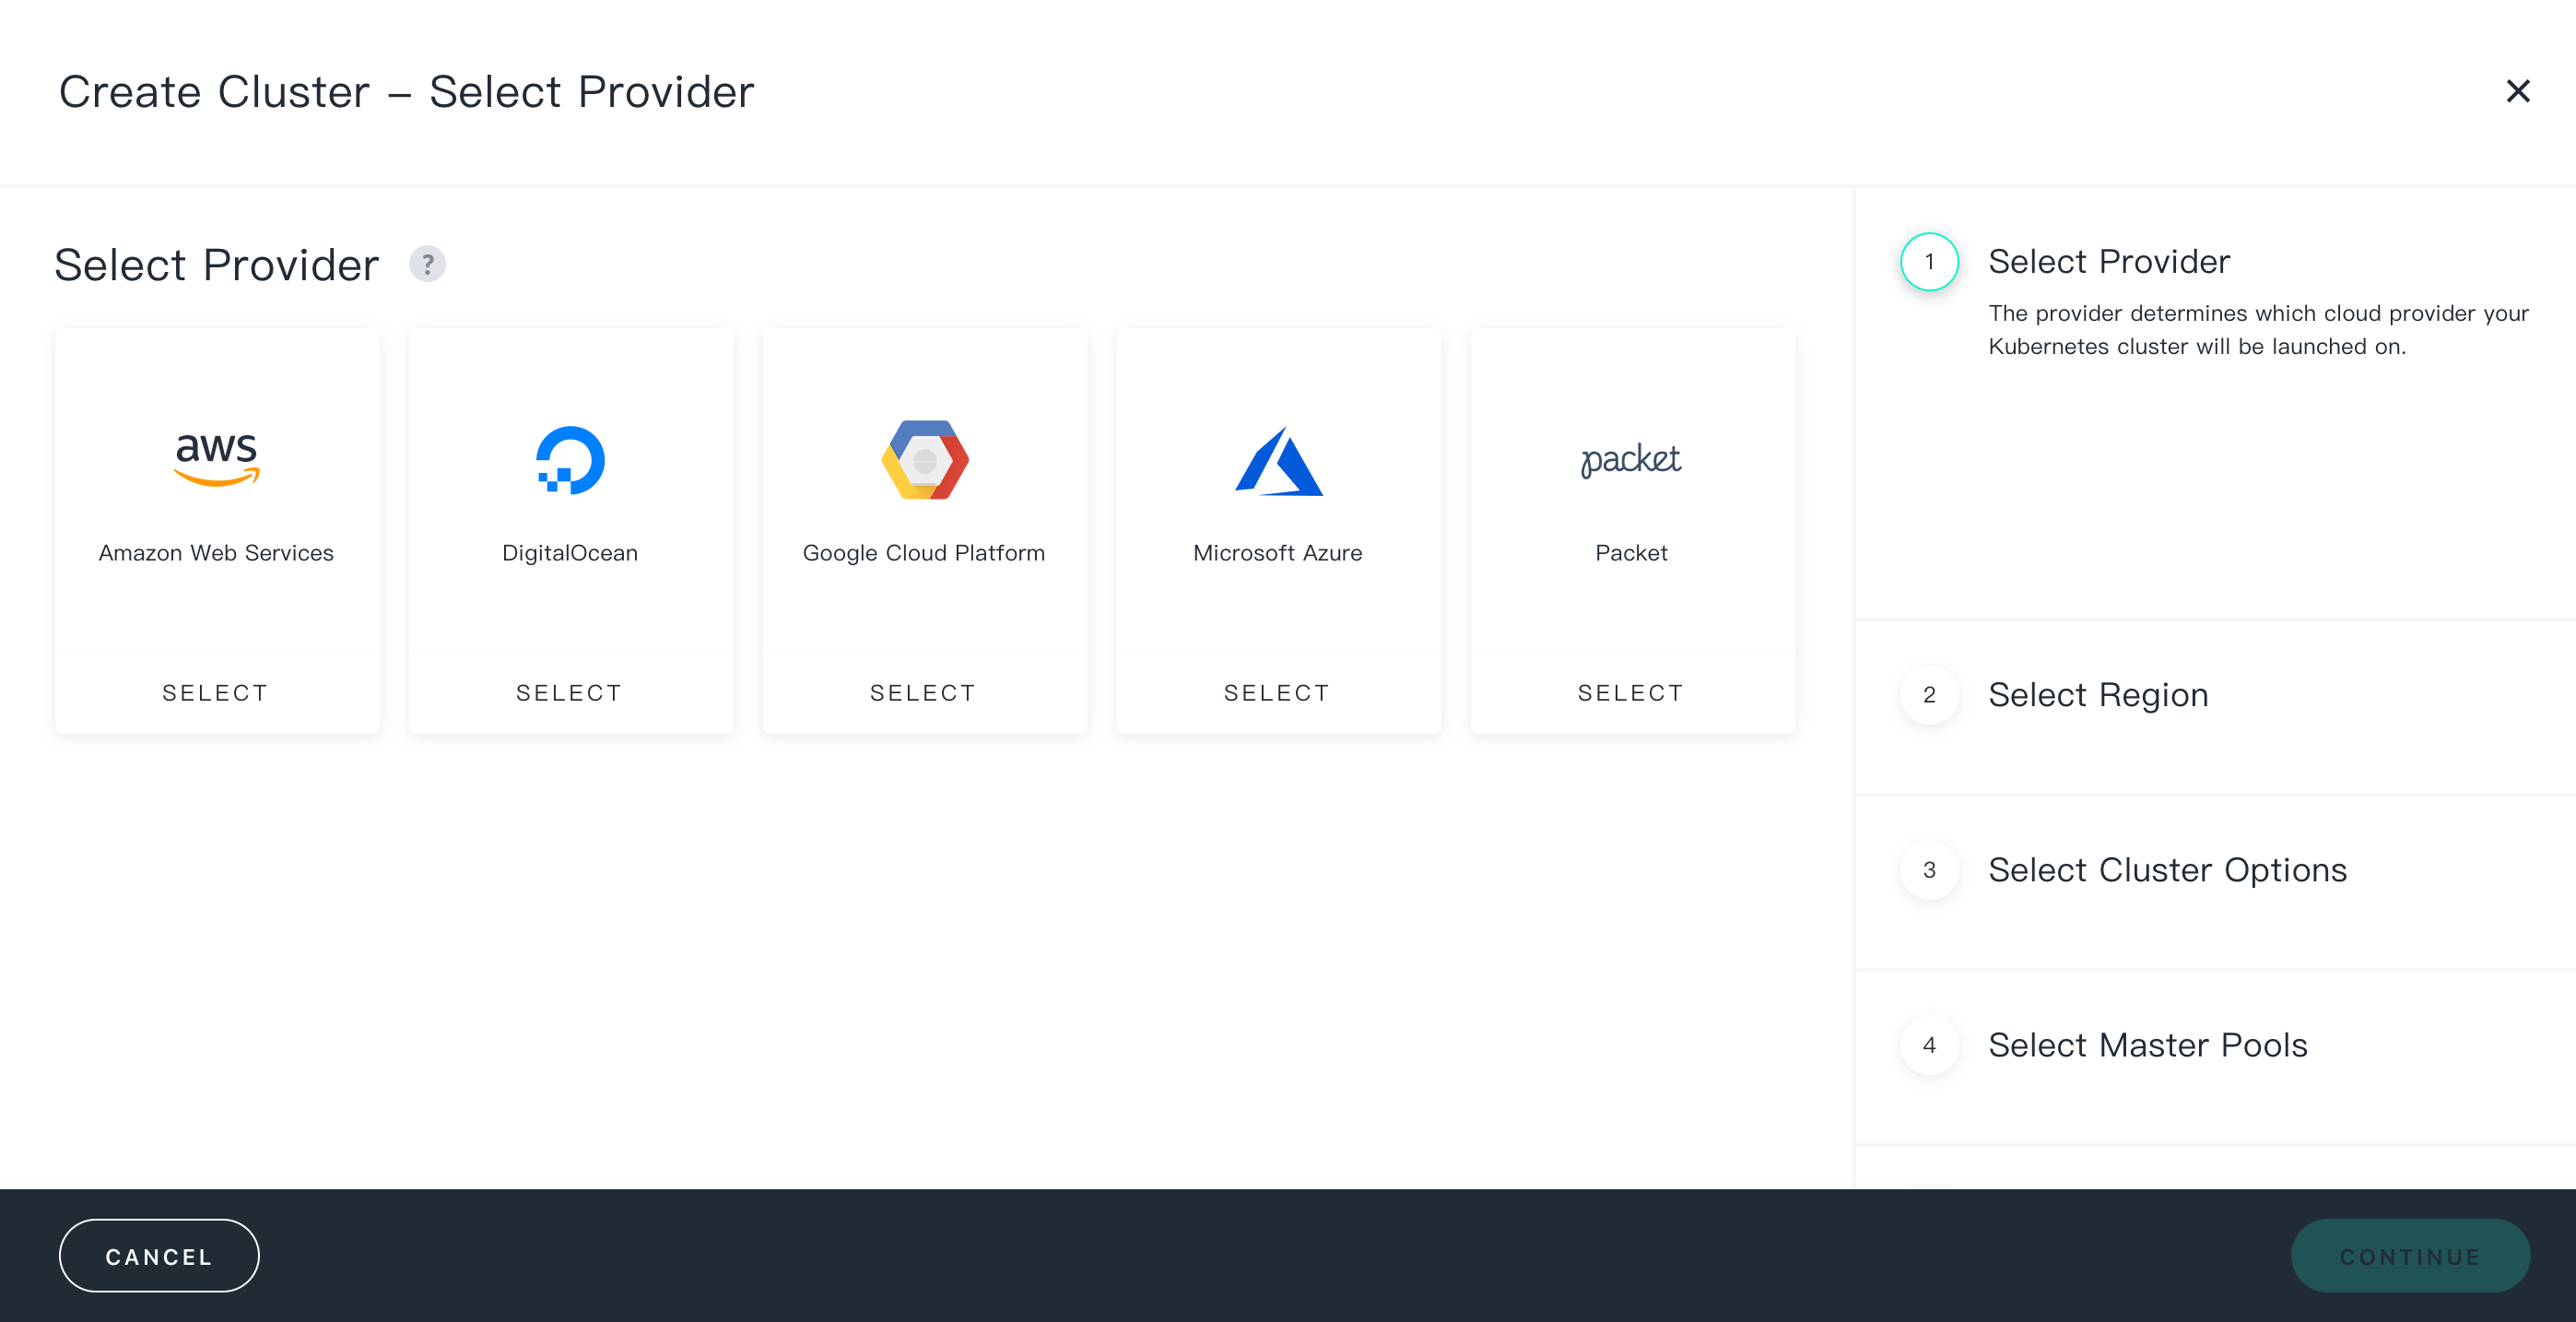 Create Cluster – Select Provider
Select Provider ?
aws
Amazon Web Services
SELECT
DigitalOcean
SELECT
Google Cloud Platform
SELECT
Microsoft Azure
SELECT
packet
Packet
SELECT
1 Select Provider
The provider determines which cloud provider your
Kubernetes cluster will be launched on.
2 Select Region
3 Select Cluster Options
4 Select Master Pools
CANCEL
CONTINUE